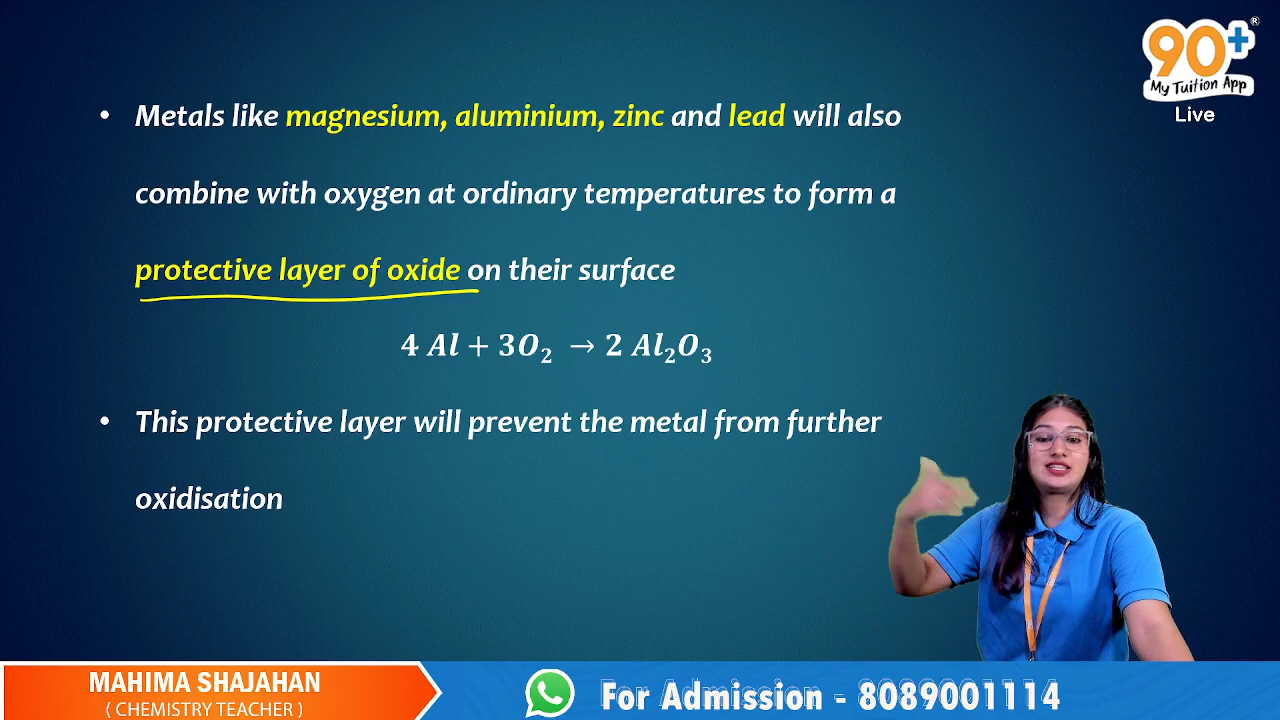 90+
®
My Tuition App
Live
• Metals like magnesium, aluminium, zinc and lead will also
combine with oxygen at ordinary temperatures to form a
protective layer of oxide on their surface
4 Al + 3O₂ → 2 Al₂O₃
• This protective layer will prevent the metal from further
oxidisation
MAHIMA SHAJAHAN
( CHEMISTRY TEACHER )
For Admission - 8089001114